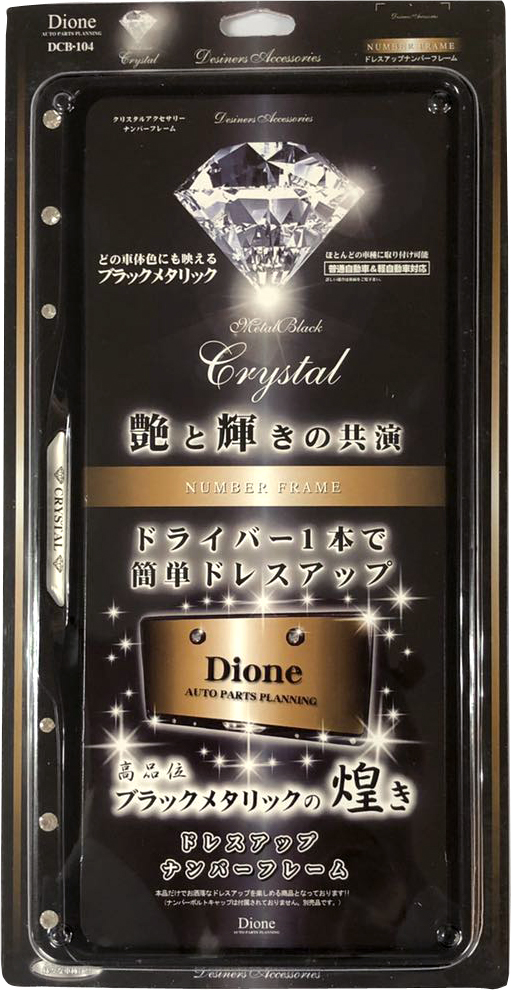 Dione
AUTO PARTS PLANNING
DCB-104
Crystal
Desiners Accessories
Desiners Accessories
NUMBER FRAME
ドレスアップナンバーフレーム
クリスタルアクセサリー
ナンバーフレーム
Desiners Accessories
どの車体色にも映える
ブラックメタリック
ほとんどの車種に取り付け可能
普通自動車&軽自動車対応
Metal Black
Crystal
艶と輝きの共演
NUMBER FRAME
CRYSTAL
ドライバー1本で
簡単ドレスアップ
Dione
AUTO PARTS PLANNING
高品位
ブラックメタリックの煌き
ドレスアップ
ナンバーフレーム
本品だけでお洒落なドレスアップを楽しめる商品となっております!!
(ナンバーボルトキャップは付属されておりません。別売品です。)
Dione
AUTO PARTS PLANNING
Desiners Accessories